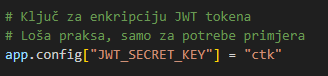 # Ključ za enkripciju JWT tokena
# Loša praksa, samo za potrebe primjera
app.config["JWT_SECRET_KEY"] = "ctk"